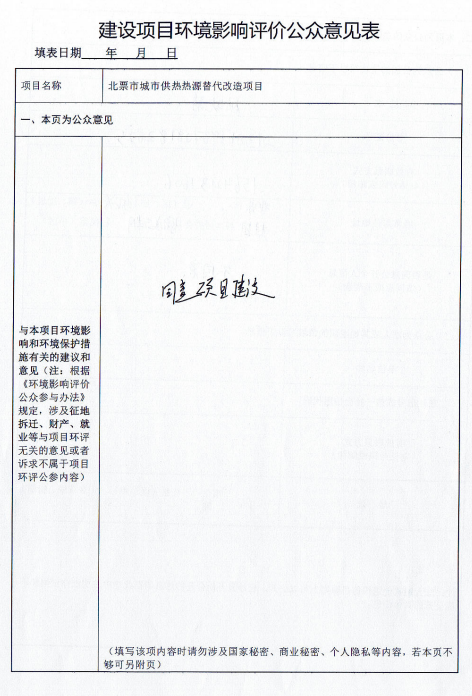 建设项目环境影响评价公众意见表
填表日期 年 月 日
项目名称 北票市城市供热热源替代改造项目
一、本页为公众意见
与本项目环境影
响和环境保护措
施有关的建议和
意见（注：根据
《环境影响评价
公众参与办法》
规定，涉及征地
拆迁、财产、就
业等与项目环评
无关的意见或者
诉求不属于项目
环评公参内容）
同意项目建设
（填写该项内容时请勿涉及国家秘密、商业秘密、个人隐私等内容，若本页不
够可另附页）